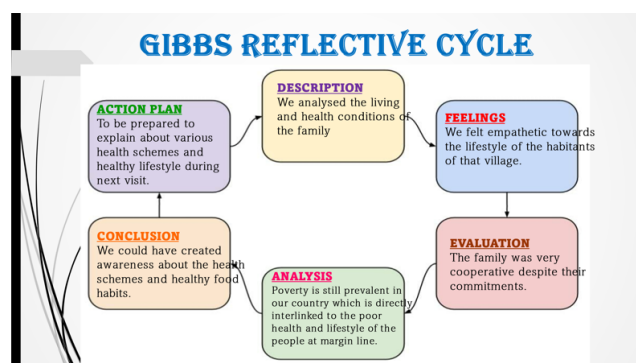 GIBBS REFLECTIVE CYCLE
DESCRIPTION
We analysed the living
and health conditions of
the family
FEELINGS
We felt empathetic towards
the lifestyle of the habitants
of that village.
EVALUATION
The family was very
cooperative despite their
commitments.
ANALYSIS
Poverty is still prevalent in
our country which is directly
interlinked to the poor
health and lifestyle of the
people at margin line.
CONCLUSION
We could have created
awareness about the health
schemes and healthy food
habits.
ACTION PLAN
To be prepared to
explain about various
health schemes and
healthy lifestyle during
next visit.